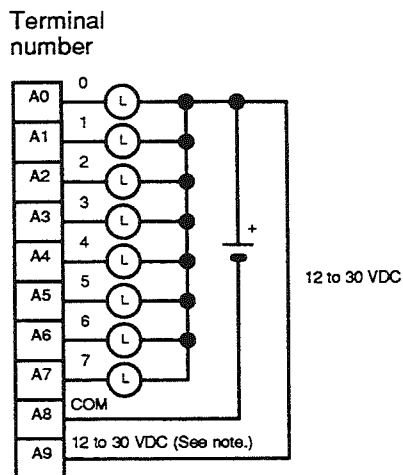 Terminal
number
A0 0 L
A1 1 L
A2 2 L
A3 3 L
A4 4 L
A5 5 L
A6 6 L
A7 7 L
A8 COM
A9 12 to 30 VDC (See note.)
+
12 to 30 VDC